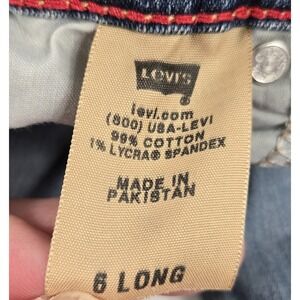 LEVI'S
levi.com
(800) USA-LEVI
99% COTTON
1% LYCRA® SPANDEX
MADE IN
PAKISTAN
6 LONG